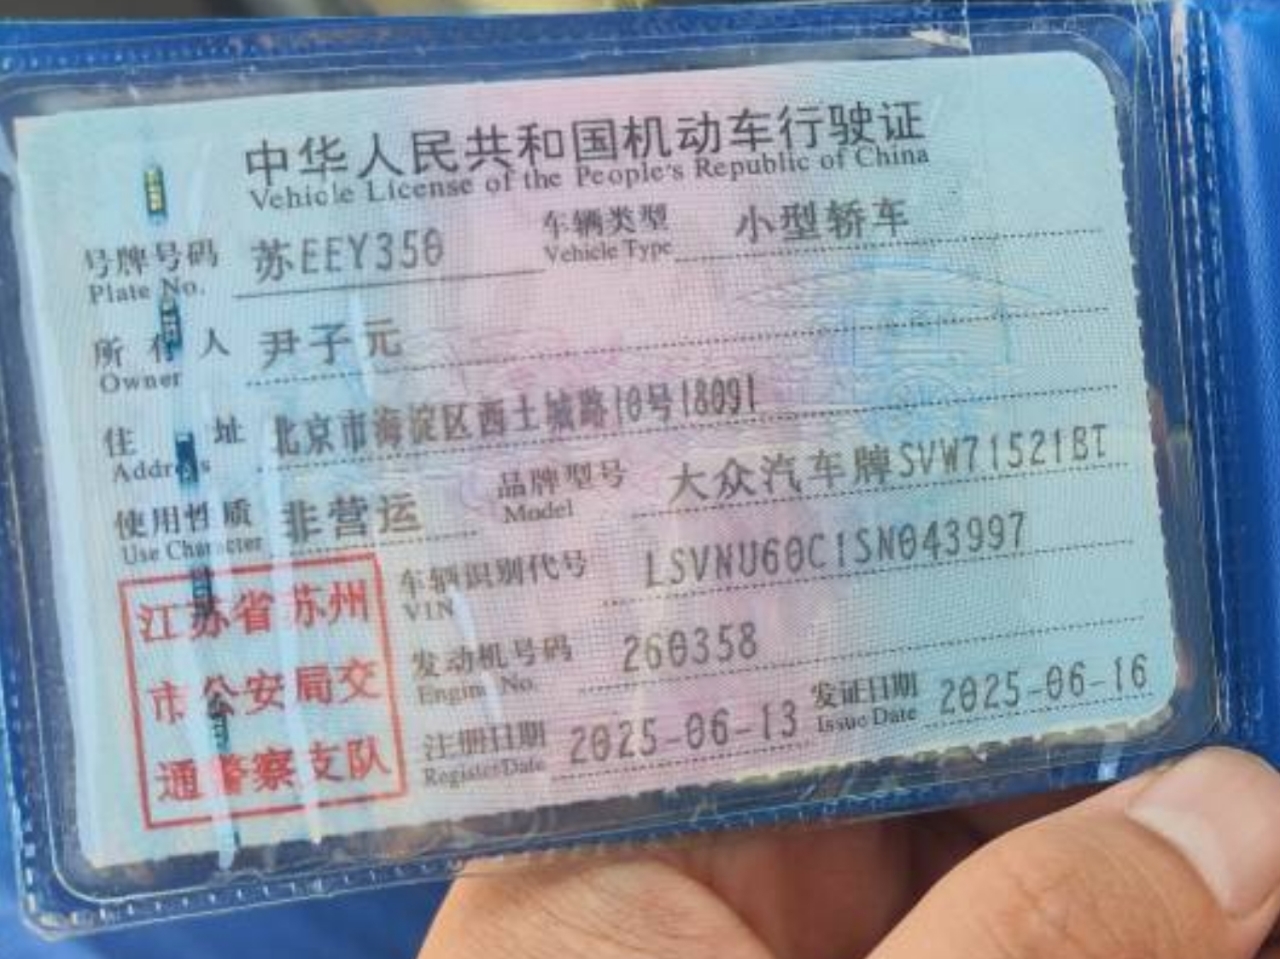 中华人民共和国机动车行驶证
Vehicle License of the People's Republic of China
号牌号码 苏EEY350 车辆类型 小型轿车
Plate No. Vehicle Type
所有人 尹子元
Owner
住址 北京市海淀区西土城路10号18091
Address
使用性质 非营运 品牌型号 大众汽车牌SVW71521BT
Use Character Model
车辆识别代号 LSVNU60C1SN043997
VIN
发动机号码 260358
Engine No.
注册日期 2025-06-13 发证日期 2025-06-16
Register Date Issue Date
江苏省苏州
市公安局交
通警察支队